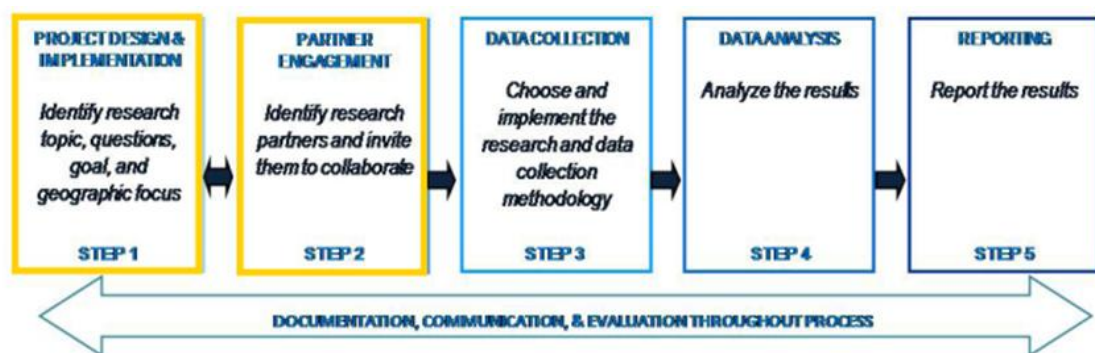 PROJECT DESIGN &
IMPLEMENTATION
Identify research
topic, questions,
goal, and
geographic focus
STEP 1
PARTNER
ENGAGEMENT
Identify research
partners and invite
them to collaborate
STEP 2
DATA COLLECTION
Choose and
implement the
research and data
collection
methodology
STEP 3
DATA ANALYSIS
Analyze the results
STEP 4
REPORTING
Report the results
STEP 5
DOCUMENTATION, COMMUNICATION, & EVALUATION THROUGHOUT PROCESS